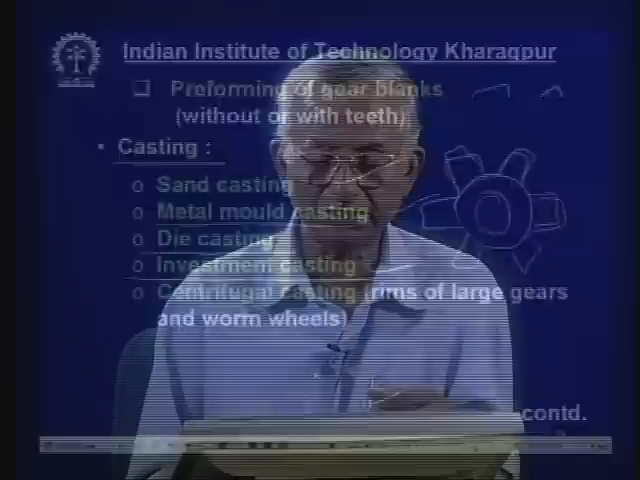 Indian Institute of Technology Kharagpur
❑ Preforming of gear blanks
(without or with teeth)
• Casting :
o Sand casting
o Metal mould casting
o Die casting
o Investment casting
o Centrifugal casting (rims of large gears
and worm wheels)
contd.